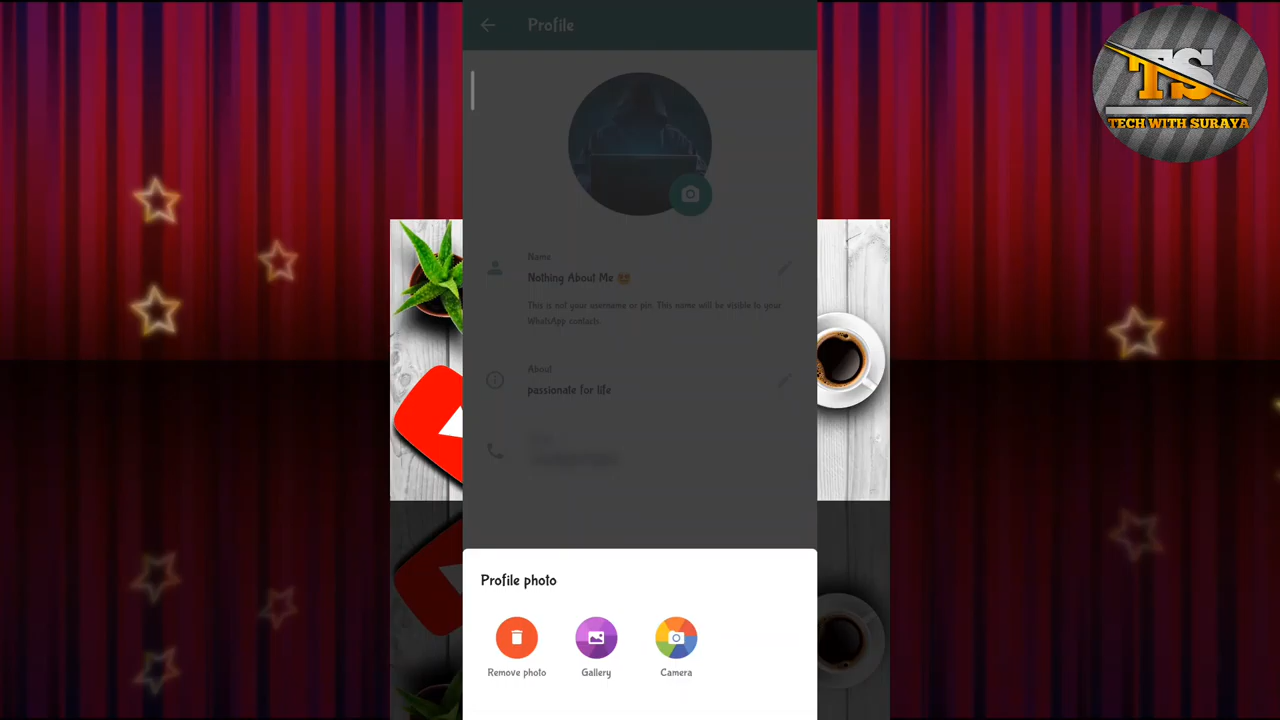 Profile
TS
TECH WITH SURAYA
Name
Nothing About Me 😍
This is not your username or pin. This name will be visible to your
WhatsApp contacts.
About
passionate for life
Profile photo
Remove photo
Gallery
Camera